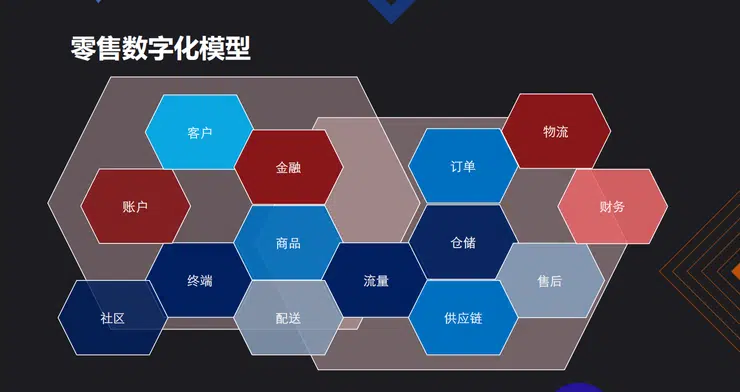 零售数字化模型
客户
金融
订单
物流
账户
商品
仓储
财务
终端
流量
售后
社区
配送
供应链